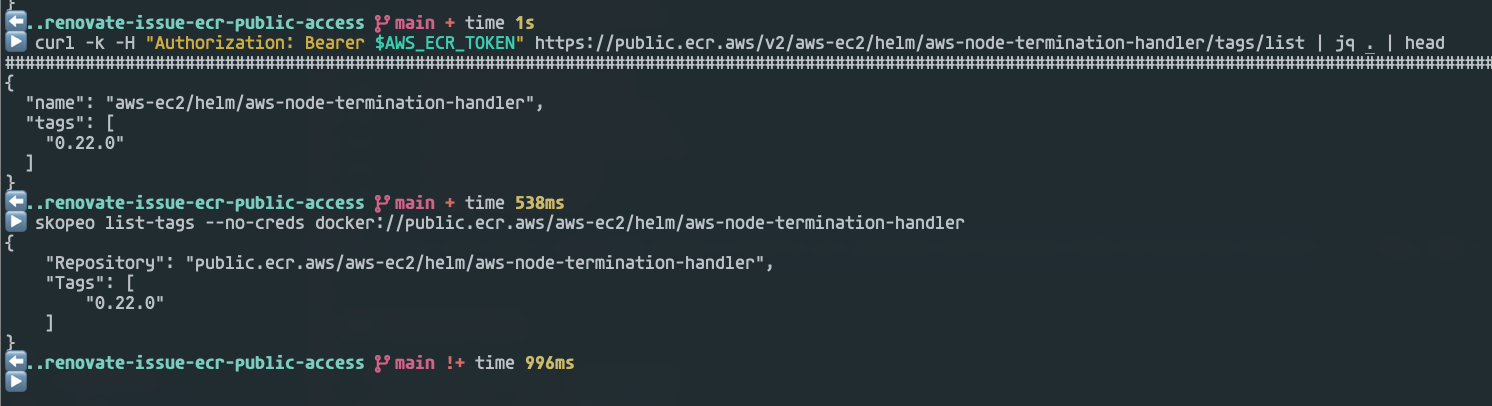 }
..renovate-issue-ecr-public-access main + time 1s
curl -k -H "Authorization: Bearer $AWS_ECR_TOKEN" https://public.ecr.aws/v2/aws-ec2/helm/aws-node-termination-handler/tags/list | jq . | head
#####################################################################################################################################################
{
  "name": "aws-ec2/helm/aws-node-termination-handler",
  "tags": [
    "0.22.0"
  ]
}
..renovate-issue-ecr-public-access main + time 538ms
skopeo list-tags --no-creds docker://public.ecr.aws/aws-ec2/helm/aws-node-termination-handler
{
    "Repository": "public.ecr.aws/aws-ec2/helm/aws-node-termination-handler",
    "Tags": [
        "0.22.0"
    ]
}
..renovate-issue-ecr-public-access main !+ time 996ms